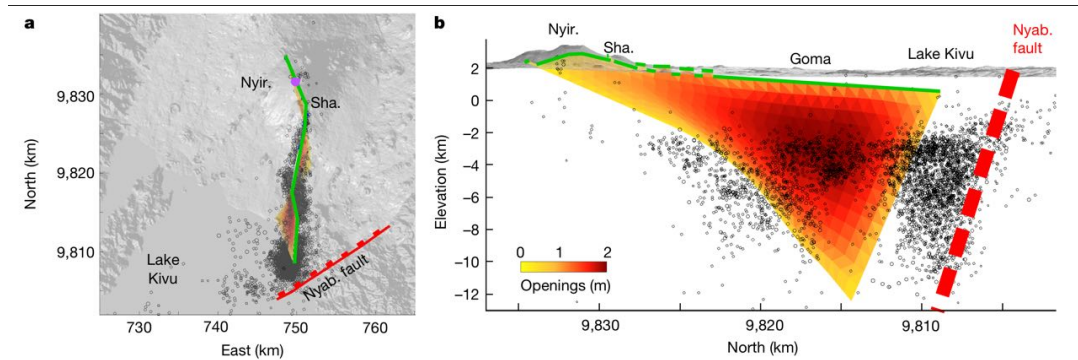 a
Nyir.
Sha.
Lake
Kivu
Nyab. fault
9,830
9,820
9,810
North (km)
730
740
750
760
East (km)
b
Nyir.
Sha.
Goma
Lake Kivu
Nyab.
fault
2
0
−2
−4
−6
−8
−10
−12
Elevation (km)
0
1
2
Openings (m)
9,830
9,820
9,810
North (km)